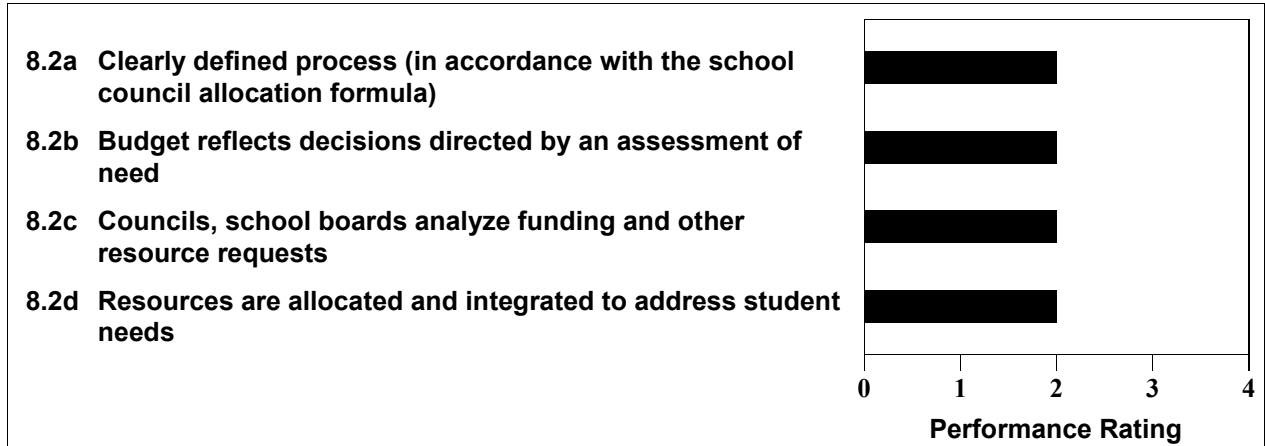 8.2a Clearly defined process (in accordance with the school
council allocation formula)
8.2b Budget reflects decisions directed by an assessment of
need
8.2c Councils, school boards analyze funding and other
resource requests
8.2d Resources are allocated and integrated to address student
needs
0 1 2 3 4
Performance Rating